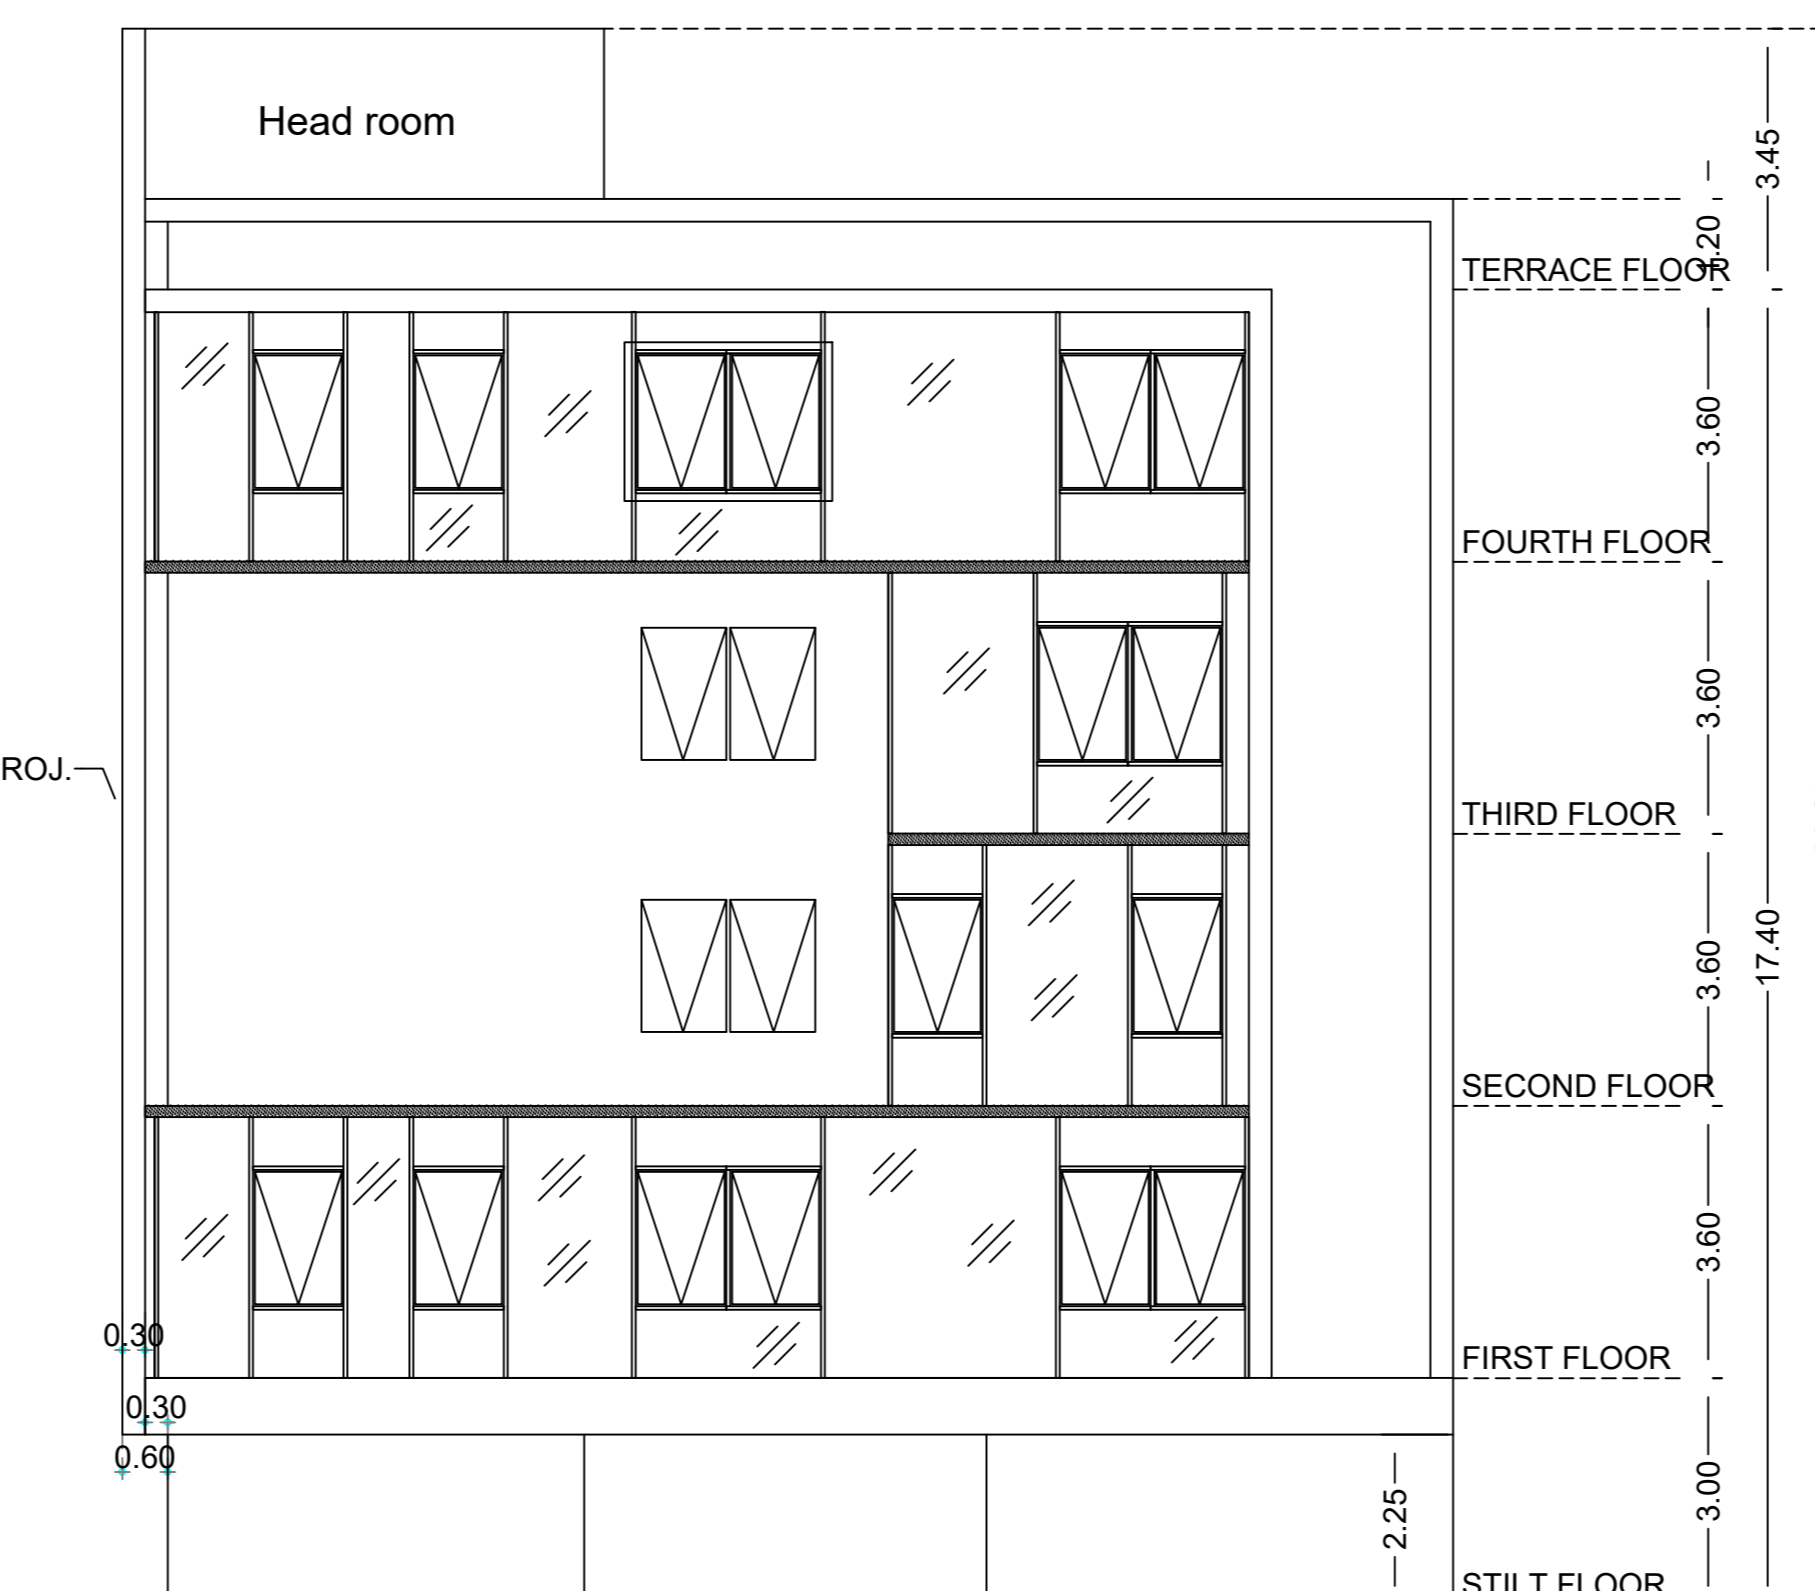 Head room
3.45
1.20
TERRACE FLOOR
3.60
FOURTH FLOOR
3.60
ROJ.
THIRD FLOOR
3.60
17.40
SECOND FLOOR
3.60
0.30
FIRST FLOOR
0.30
0.60
2.25
3.00
STILT FLOOR